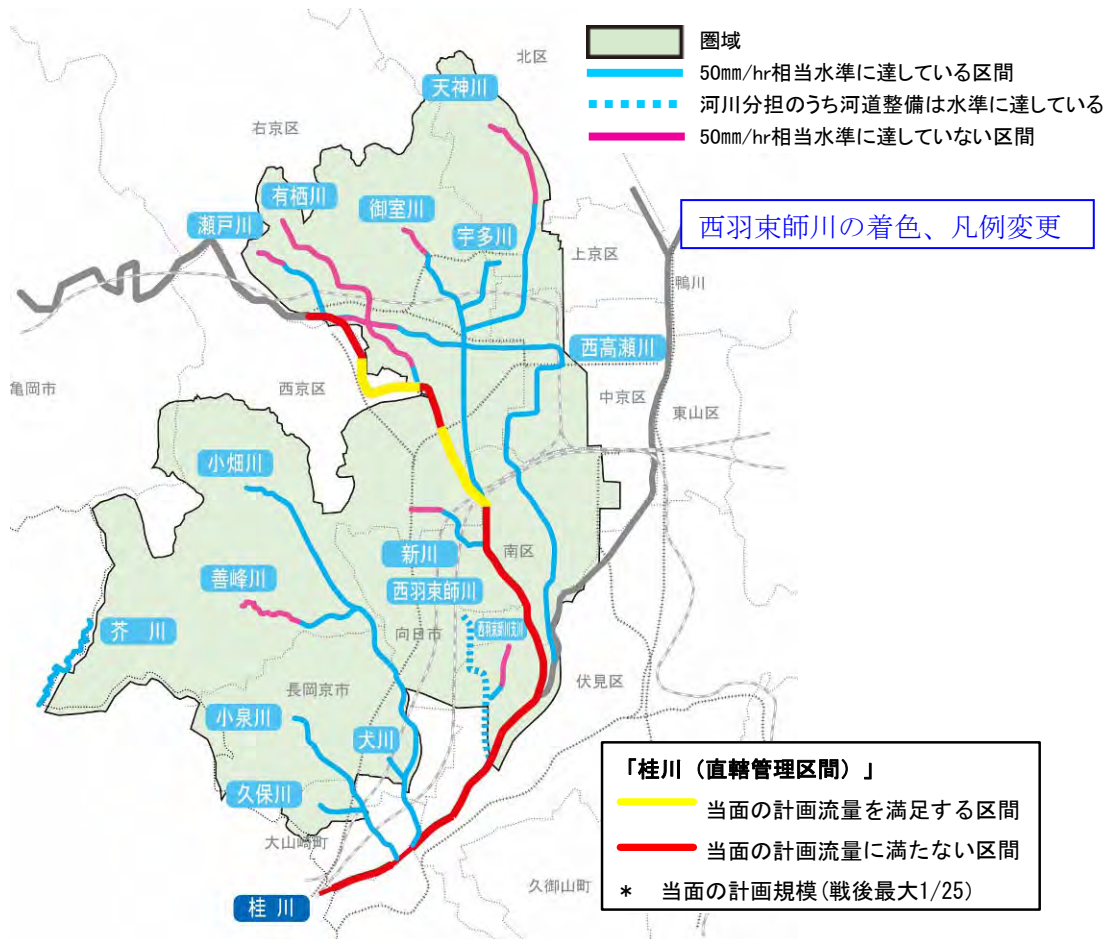 北区
天神川
右京区
有栖川
御室川
瀬戸川
宇多川
上京区
鴨川
西高瀬川
亀岡市
西京区
中京区
東山区
小畑川
新川
南区
善峰川
西羽束師川
芥 川
向日市
西羽束師川支川
長岡京市
伏見区
小泉川
犬川
久保川
大山崎町
久御山町
桂 川
圏域
50mm/hr相当水準に達している区間
河川分担のうち河道整備は水準に達している
50mm/hr相当水準に達していない区間
西羽束師川の着色、凡例変更
「桂川（直轄管理区間）」
当面の計画流量を満足する区間
当面の計画流量に満たない区間
* 当面の計画規模(戦後最大1/25)